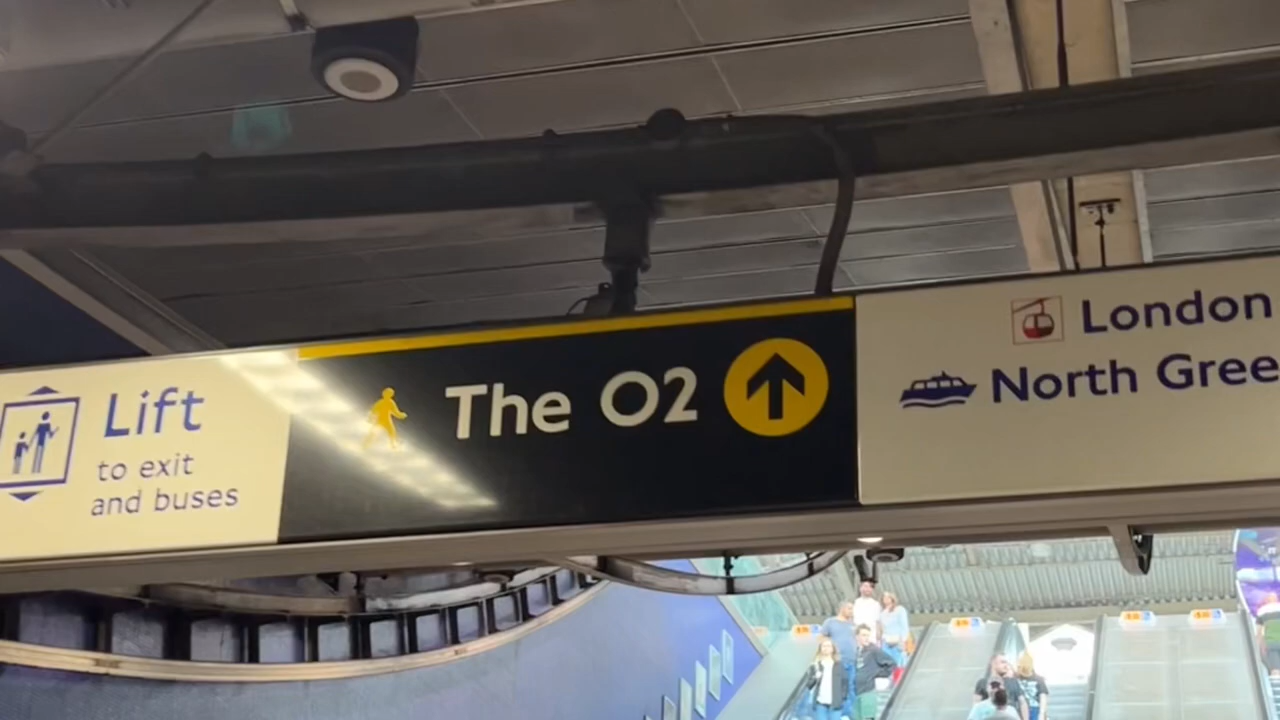 Lift
to exit
and buses
The O2
London
North Gree